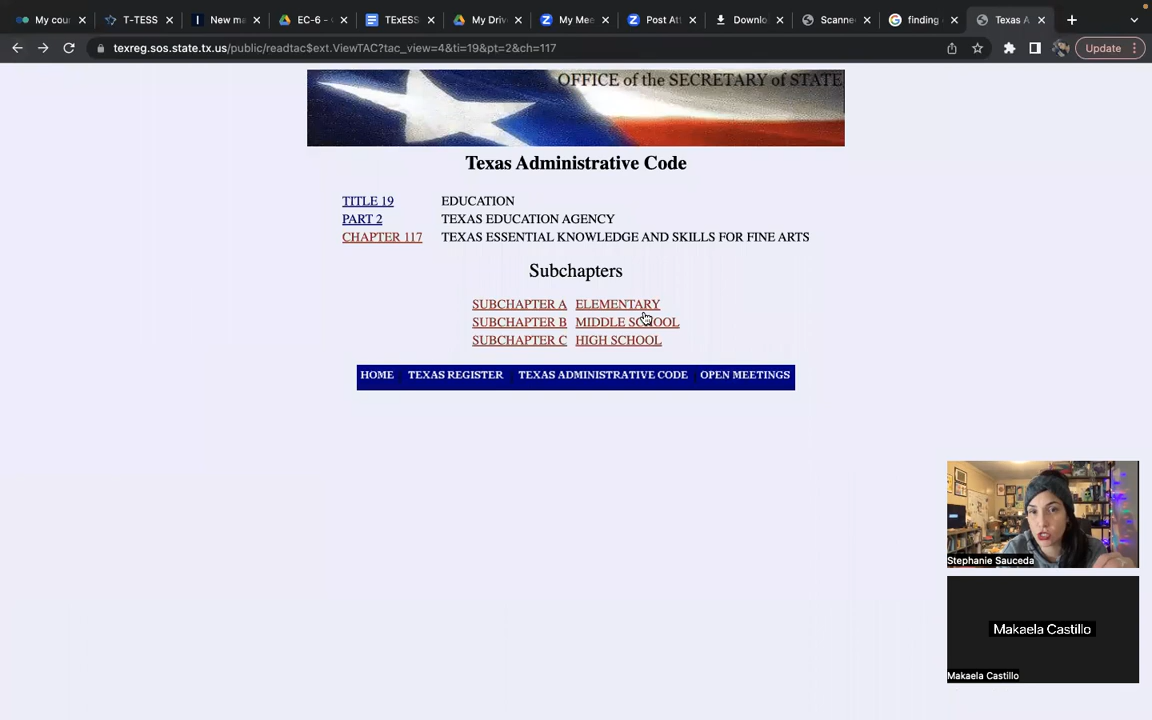 My cour
T-TESS
New ma
EC-6 - G
TExESS
My Drive
My Mee
Post Att
Downlo
Scanne
finding
Texas A
texreg.sos.state.tx.us/public/readtac$ext.ViewTAC?tac_view=4&ti=19&pt=2&ch=117
Update
OFFICE of the SECRETARY of STATE
Texas Administrative Code
TITLE 19 EDUCATION
PART 2 TEXAS EDUCATION AGENCY
CHAPTER 117 TEXAS ESSENTIAL KNOWLEDGE AND SKILLS FOR FINE ARTS
Subchapters
SUBCHAPTER A ELEMENTARY
SUBCHAPTER B MIDDLE SCHOOL
SUBCHAPTER C HIGH SCHOOL
HOME TEXAS REGISTER TEXAS ADMINISTRATIVE CODE OPEN MEETINGS
Stephanie Sauceda
Makaela Castillo
Makaela Castillo